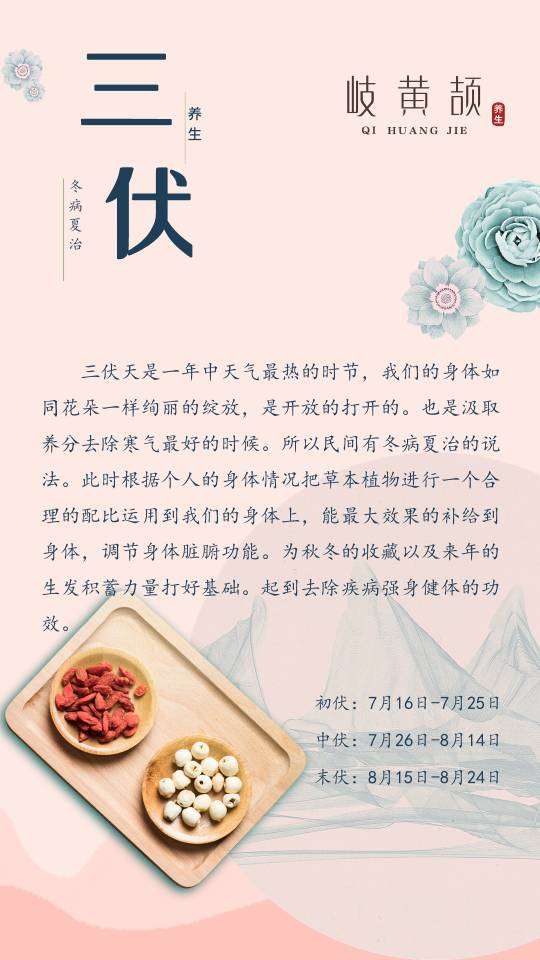 三伏
养生
冬病夏治
岐黄颉
养生
QI HUANG JIE
三伏天是一年中天气最热的时节，我们的身体如
同花朵一样绚丽的绽放，是开放的打开的。也是汲取
养分去除寒气最好的时候。所以民间有冬病夏治的说
法。此时根据个人的身体情况把草本植物进行一个合
理的配比运用到我们的身体上，能最大效果的补给到
身体，调节身体脏腑功能。为秋冬的收藏以及来年的
生发积蓄力量打好基础。起到去除疾病强身健体的功
效。
初伏：7月16日-7月25日
中伏：7月26日-8月14日
末伏：8月15日-8月24日